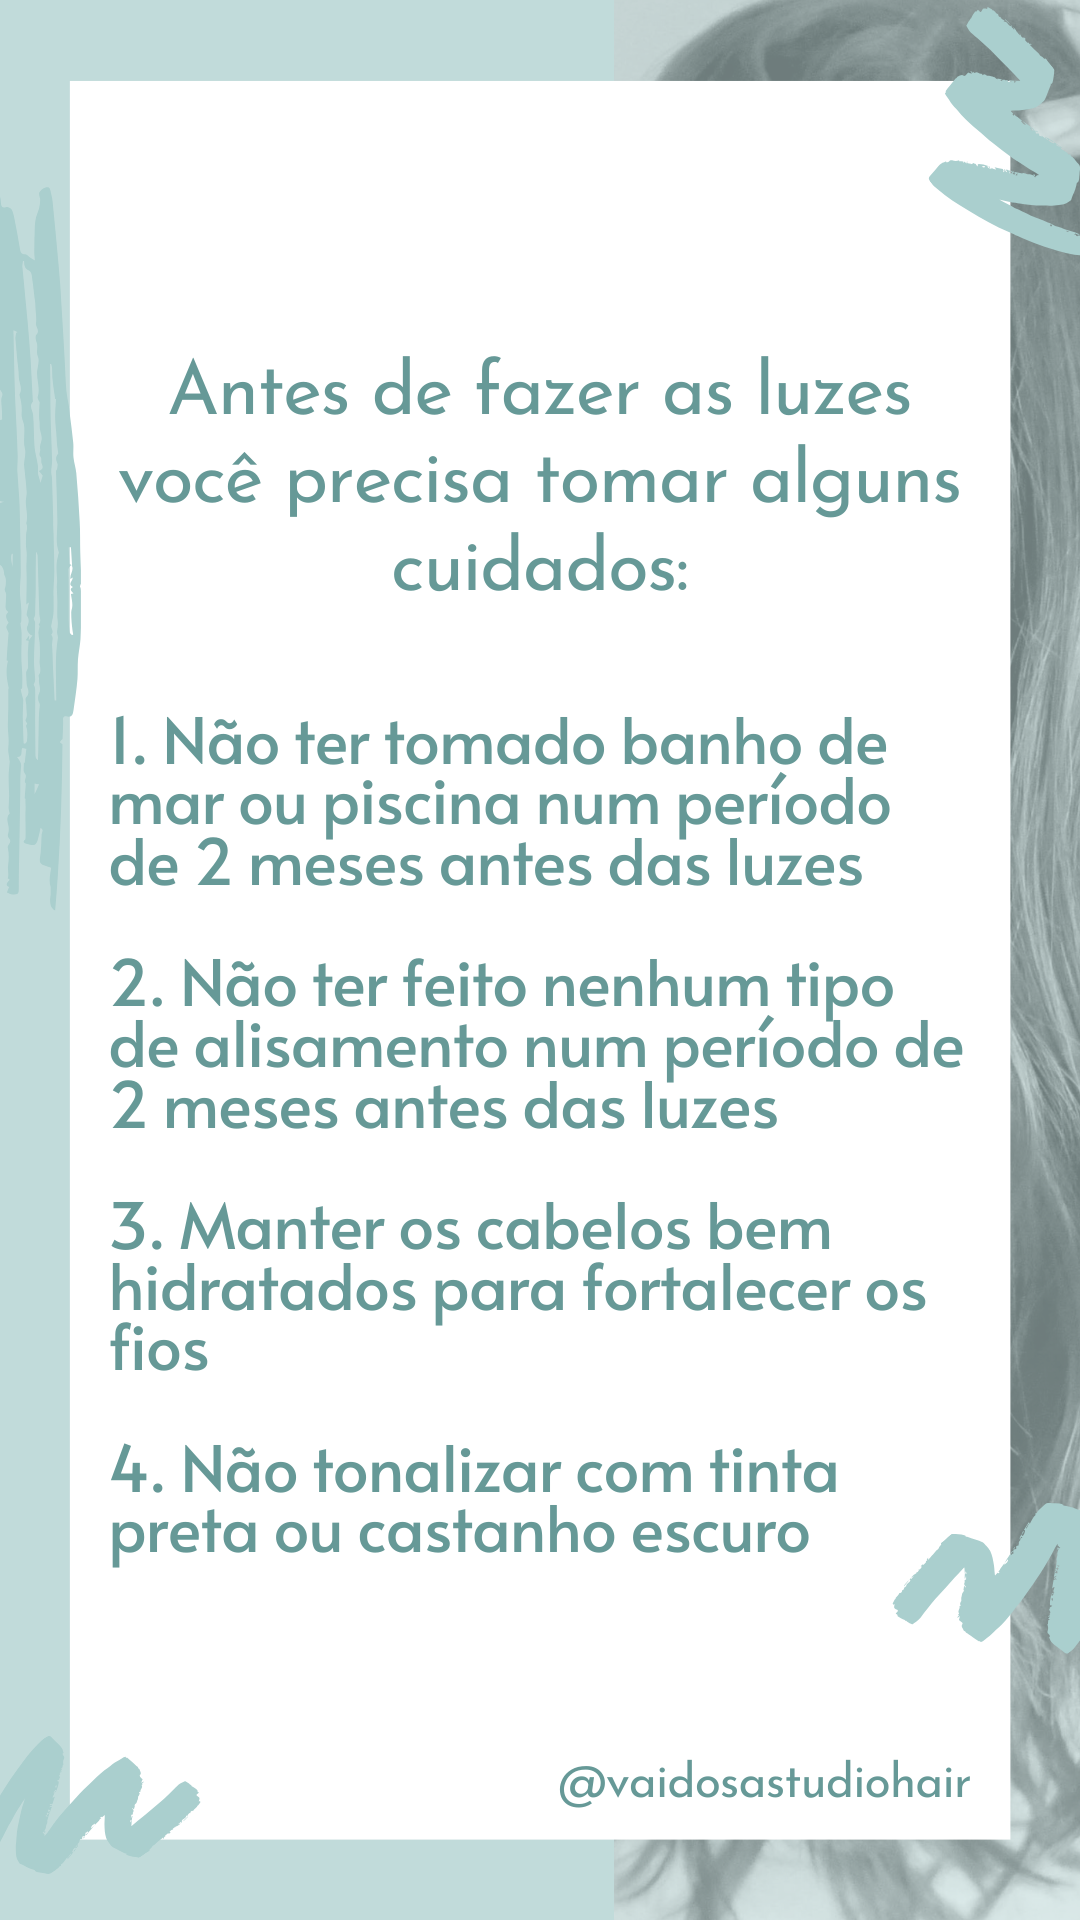 Antes de fazer as luzes
você precisa tomar alguns
cuidados:
1. Não ter tomado banho de
mar ou piscina num período
de 2 meses antes das luzes
2. Não ter feito nenhum tipo
de alisamento num período de
2 meses antes das luzes
3. Manter os cabelos bem
hidratados para fortalecer os
fios
4. Não tonalizar com tinta
preta ou castanho escuro
@vaidosastudiohair